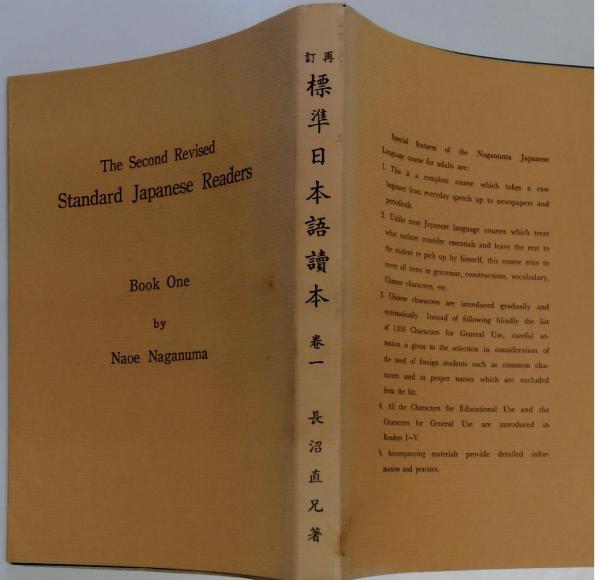 The Second Revised
Standard Japanese Readers
Book One
by
Naoe Naganuma
再訂
標準日本語讀本
卷一
長沼直兄著
Special features of the Naganuma Japanese
Language course for adults are:
1. This is a complete course which takes a raw
beginner from everyday speech up to newspapers and
periodicals.
2. Unlike most Japanese language courses which treat
what authors consider essentials and leave the rest to
the student to pick up by himself, this course tries to
cover all items in grammar, constructions, vocabulary,
Chinese characters, etc.
3. Chinese characters are introduced gradually and
systematically. Instead of following blindly the list
of 1,850 Characters for General Use, careful at-
tention is given to the selection in consideration of
the need of foreign students such as common cha-
racters used in proper names which are excluded
from the list.
4. All the Characters for Educational Use and the
Characters for General Use are introduced in
Readers I~V.
5. Accompanying materials provide detailed infor-
mation and practice.